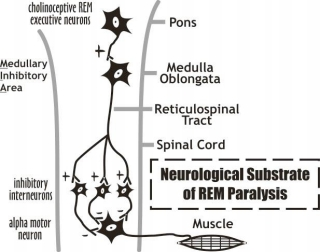 cholinoceptive REM
executive neurons
+
Pons
Medullary
Inhibitory
Area
+
Medulla
Oblongata
Reticulospinal
Tract
Spinal Cord
Neurological Substrate
of REM Paralysis
inhibitory
interneurons
+ + +
- - -
alpha motor
neuron
Muscle